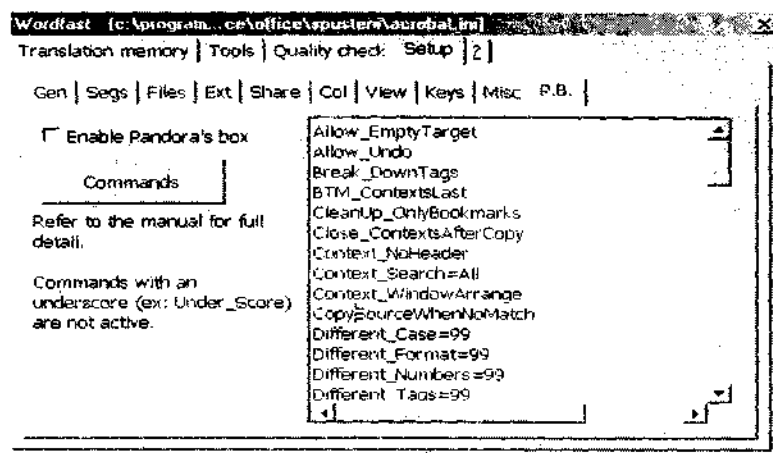 Wordfast [c:\program...ce\office\
Translation memory | Tools | Quality check Setup | ? |
Gen | Segs | Files | Ext | Share | Col | View | Keys | Misc P.B. |
Enable Pandora's box
Commands
Refer to the manual for full
detail.
Commands with an
underscore (ex: Under_Score)
are not active.
Allow_EmptyTarget
Allow_Undo
Break_DownTags
BTM_ContextsLast
CleanUp_OnlyBookmarks
Close_ContextsAfterCopy
Context_NoHeader
Context_Search=All
Context_WindowArrange
CopySourceWhenNoMatch
Different_Case=99
Different_Format=99
Different_Numbers=99
Different_Tags=99